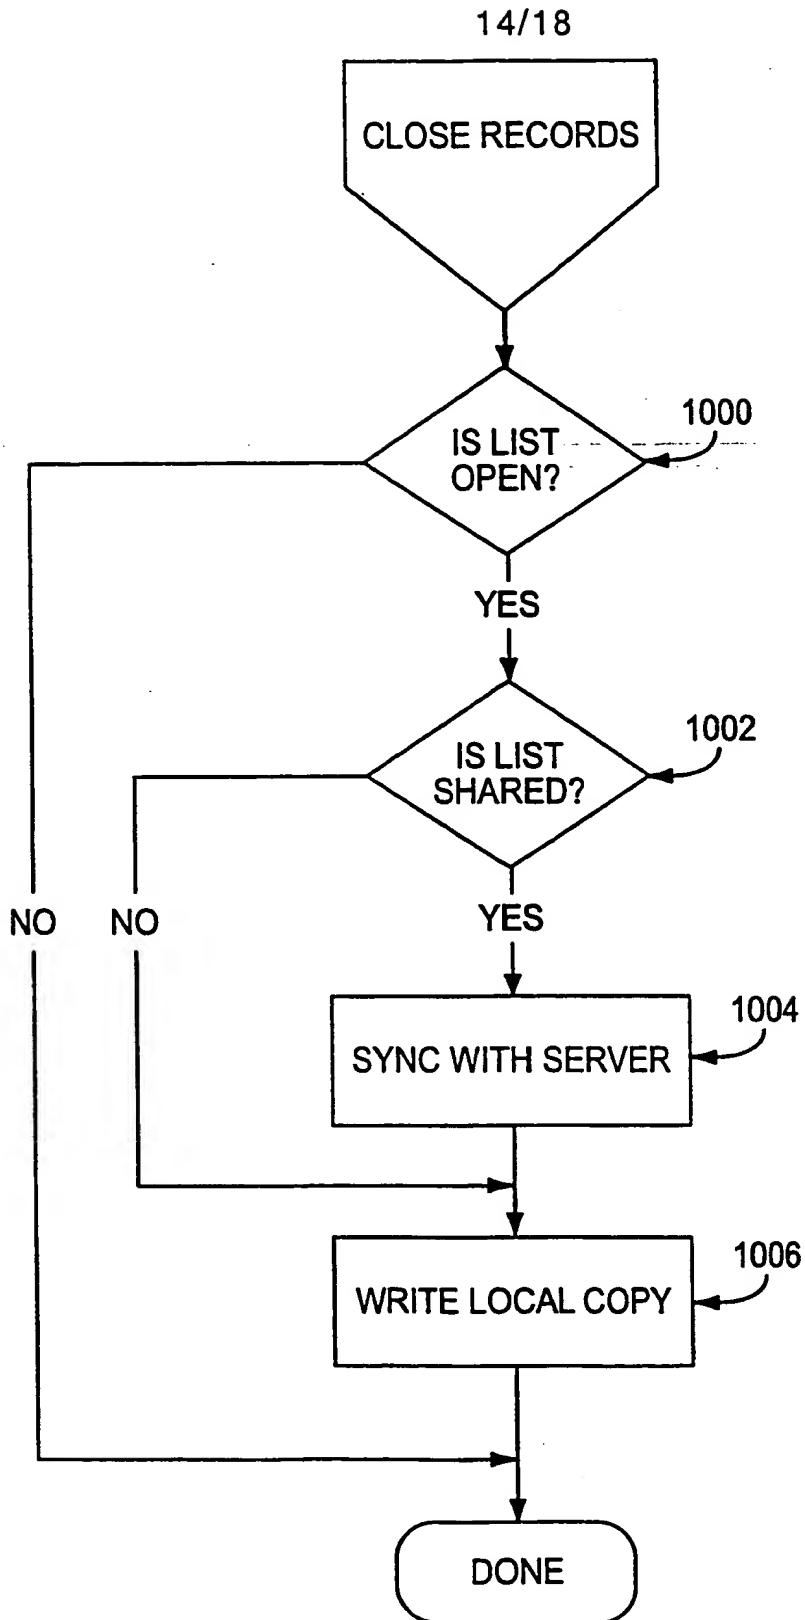 14/18
CLOSE RECORDS
1000
IS LIST
OPEN?
YES
1002
IS LIST
SHARED?
NO
NO
YES
1004
SYNC WITH SERVER
1006
WRITE LOCAL COPY
DONE